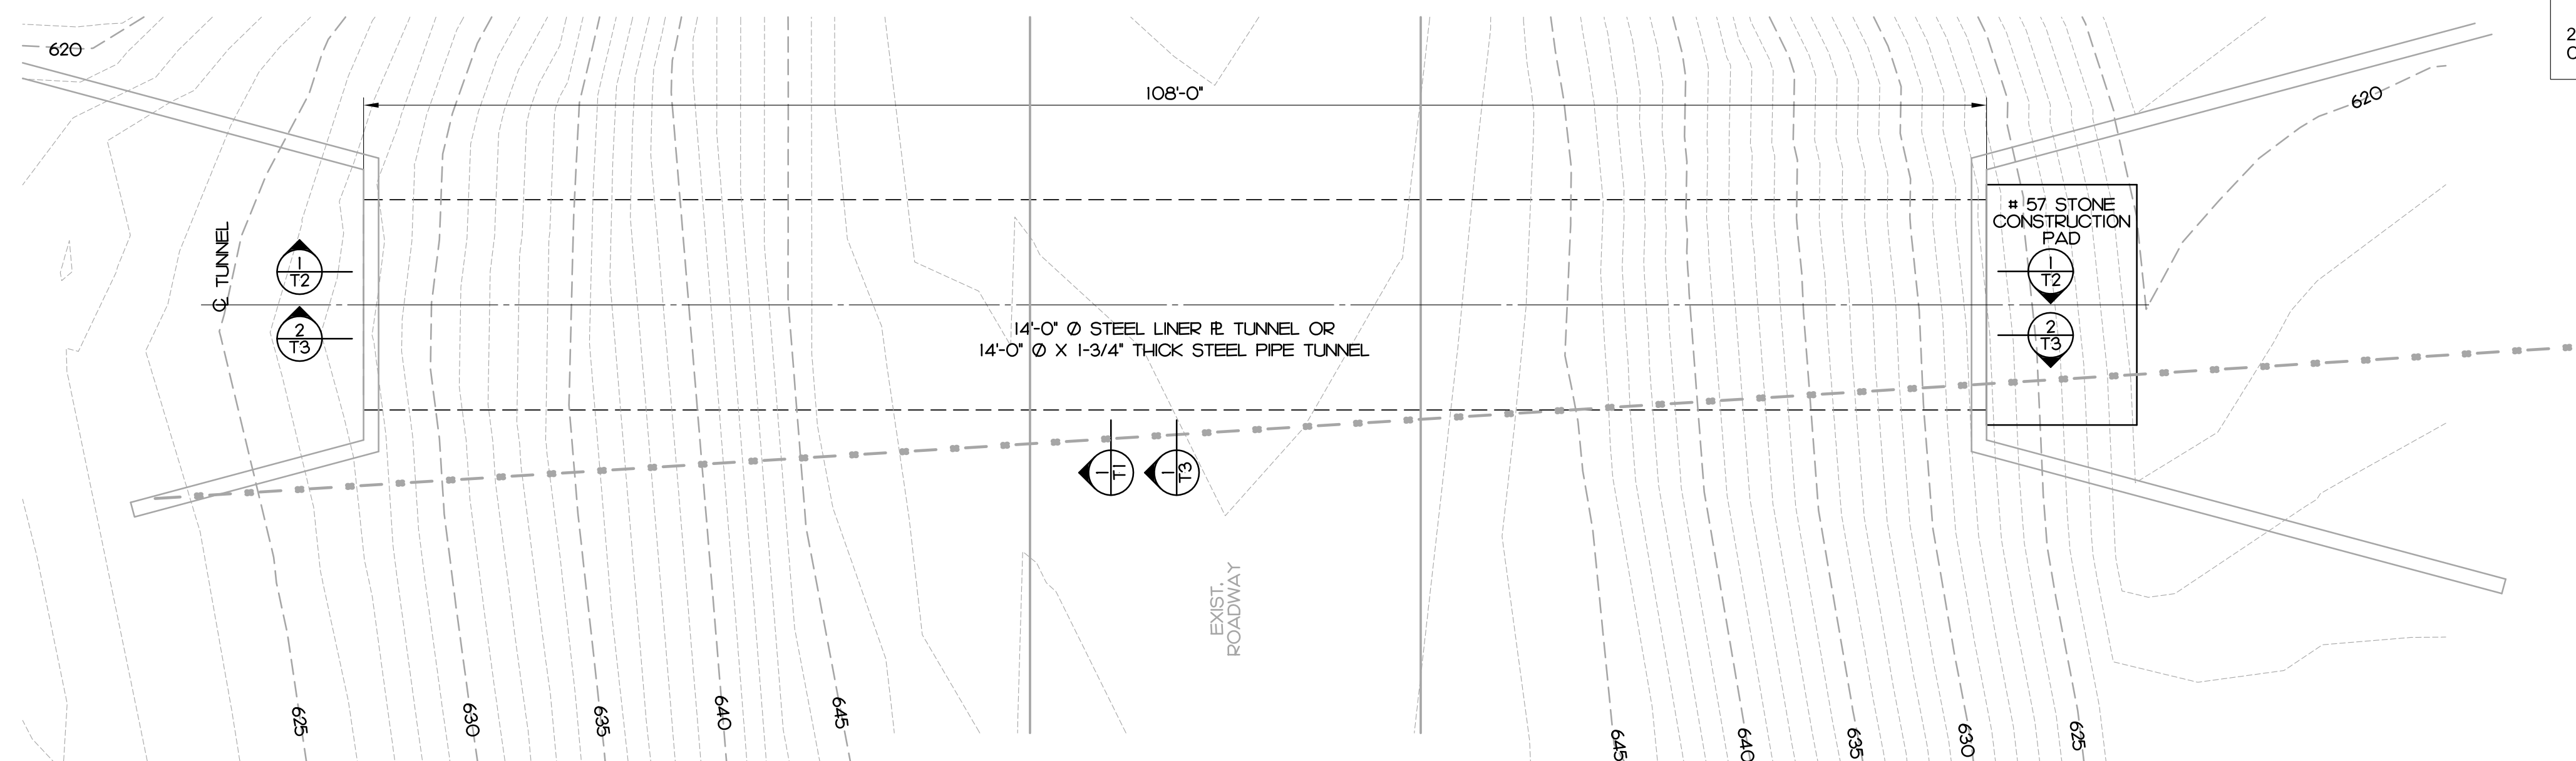 620
108'-0"
620
2
℄ TUNNEL
1
T2
2
T3
# 57 STONE
CONSTRUCTION
PAD
1
T2
2
T3
14'-0" Ø STEEL LINER PL TUNNEL OR
14'-0" Ø X 1-3/4" THICK STEEL PIPE TUNNEL
1
T1
1
T3
EXIST.
ROADWAY
625
630
635
640
645
645
640
635
630
625